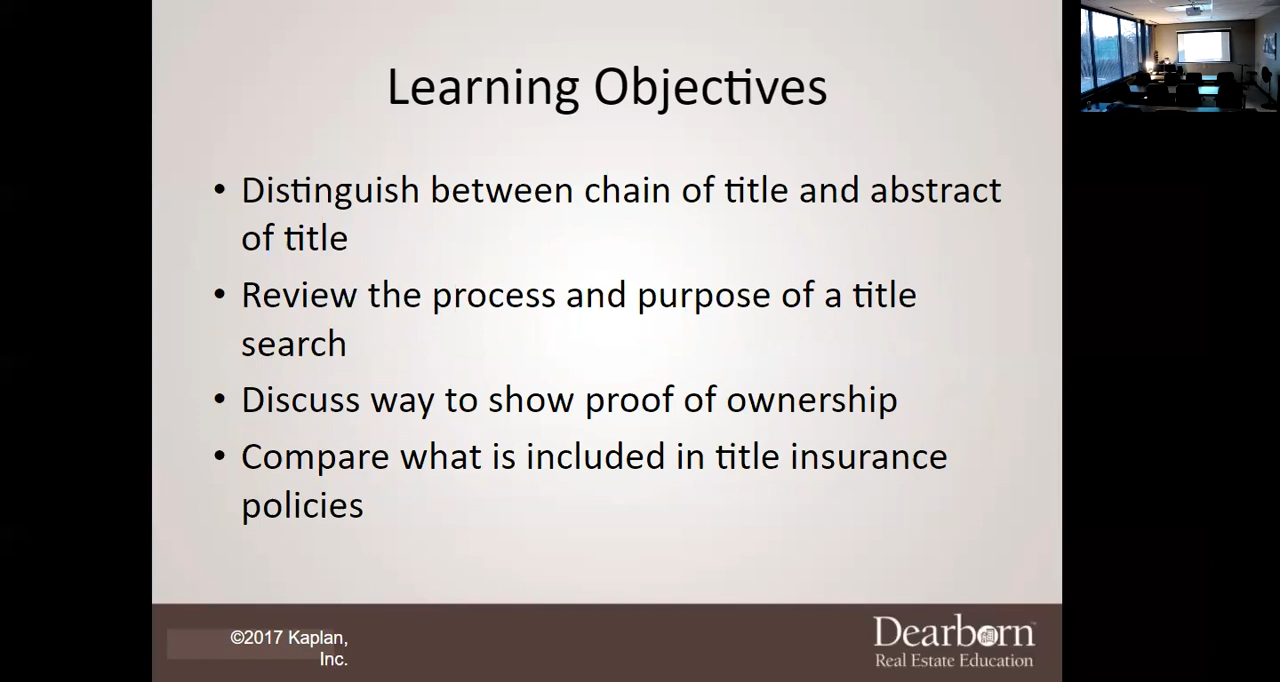 Learning Objectives
• Distinguish between chain of title and abstract
of title
• Review the process and purpose of a title
search
• Discuss way to show proof of ownership
• Compare what is included in title insurance
policies
©2017 Kaplan,
Inc.
Dearborn™
Real Estate Education